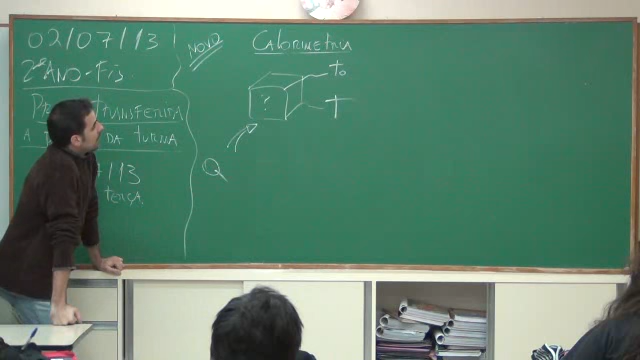 02/07/13
2º ANO - Fís.
TRANSFERIDA
A DA TURMA
/13
TERÇA
NOVO
CALORIMETRIA
T₀
?
T
Q